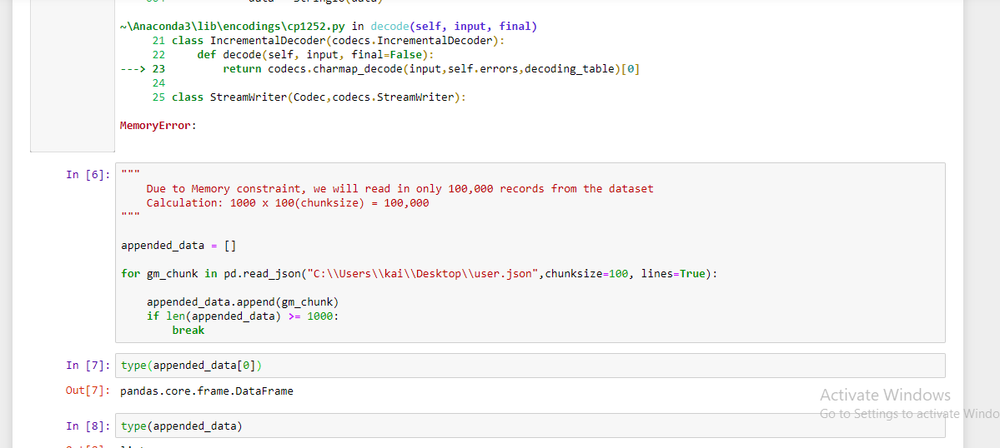 ~\Anaconda3\lib\encodings\cp1252.py in decode(self, input, final)
21 class IncrementalDecoder(codecs.IncrementalDecoder):
22     def decode(self, input, final=False):
---> 23         return codecs.charmap_decode(input,self.errors,decoding_table)[0]
24
25 class StreamWriter(Codec,codecs.StreamWriter):
MemoryError:
In [6]: """
    Due to Memory constraint, we will read in only 100,000 records from the dataset
    Calculation: 1000 x 100(chunksize) = 100,000
"""
appended_data = []
for gm_chunk in pd.read_json("C:\\Users\\kai\\Desktop\\user.json",chunksize=100, lines=True):
    appended_data.append(gm_chunk)
    if len(appended_data) >= 1000:
        break
In [7]: type(appended_data[0])
Out[7]: pandas.core.frame.DataFrame
Activate Windows
Go to Settings to activate Windo
In [8]: type(appended_data)